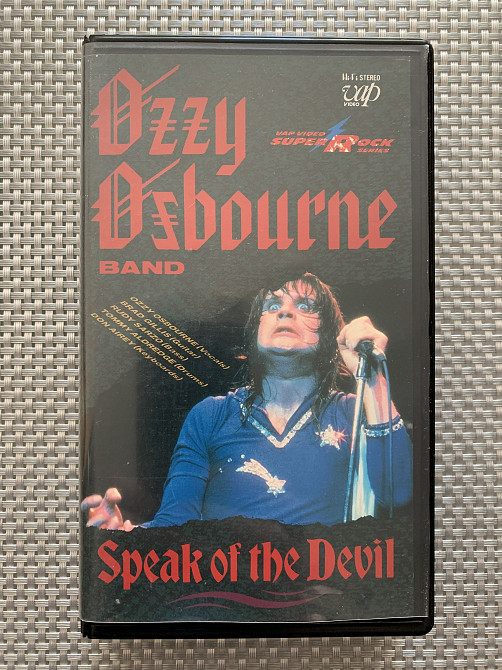 Ozzy
Osbourne
BAND
Hi-Fi STEREO
vap
VIDEO
VAP VIDEO
SUPER ROCK
SERIES
OZZY OSBOURNE (Vocals)
BRAD GILLIS (Guitar)
RUDY SARZO (Bass)
TOMMY ALDREDGE (Drums)
DON AIREY (Keyboards)
Speak of the Devil